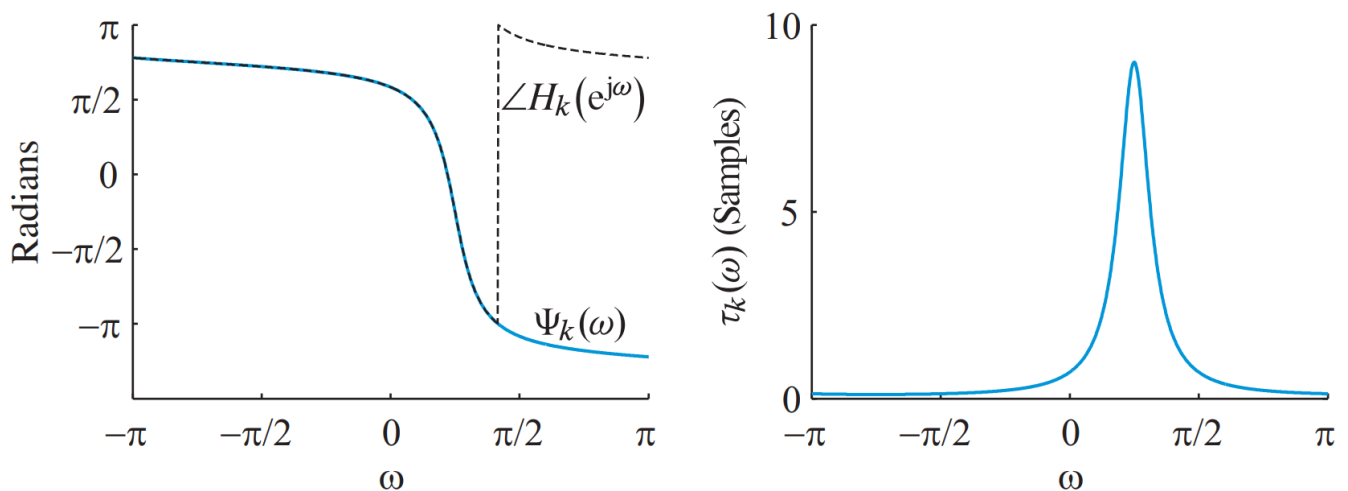 Radians
π
π/2
0
−π/2
−π
∠H_k(e^{jω})
Ψ_k(ω)
−π
−π/2
0
π/2
π
ω
τ_k(ω) (Samples)
10
5
0
−π
−π/2
0
π/2
π
ω